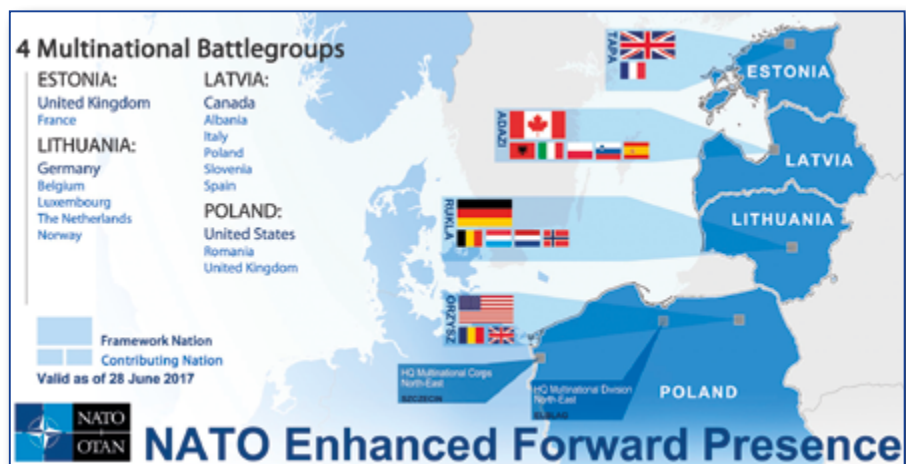 4 Multinational Battlegroups
ESTONIA:
United Kingdom
France
LITHUANIA:
Germany
Belgium
Luxembourg
The Netherlands
Norway
LATVIA:
Canada
Albania
Italy
Poland
Slovenia
Spain
POLAND:
United States
Romania
United Kingdom
Framework Nation
Contributing Nation
Valid as of 28 June 2017
TAPA
ESTONIA
ADAZI
LATVIA
RUKLA
LITHUANIA
ORZYSZ
HQ Multinational Corps
North-East
SZCZECIN
HQ Multinational Division
North-East
ELBLAG
POLAND
NATO
OTAN
NATO Enhanced Forward Presence